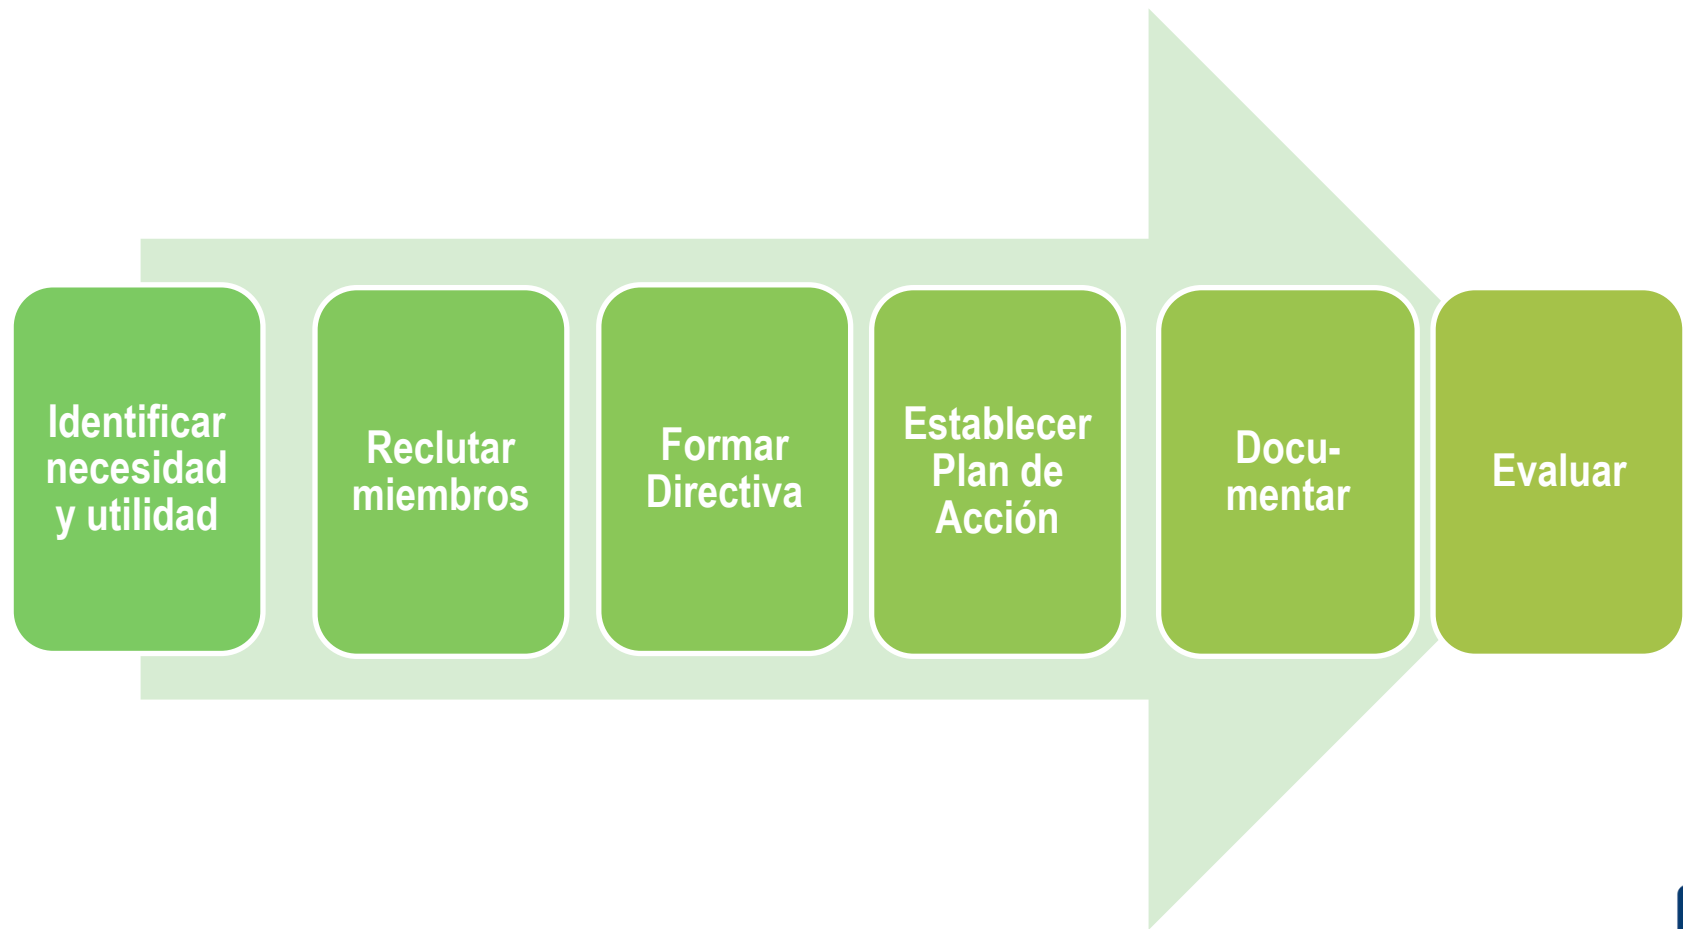 Identificar
necesidad
y utilidad
Reclutar
miembros
Formar
Directiva
Establecer
Plan de
Acción
Docu-
mentar
Evaluar